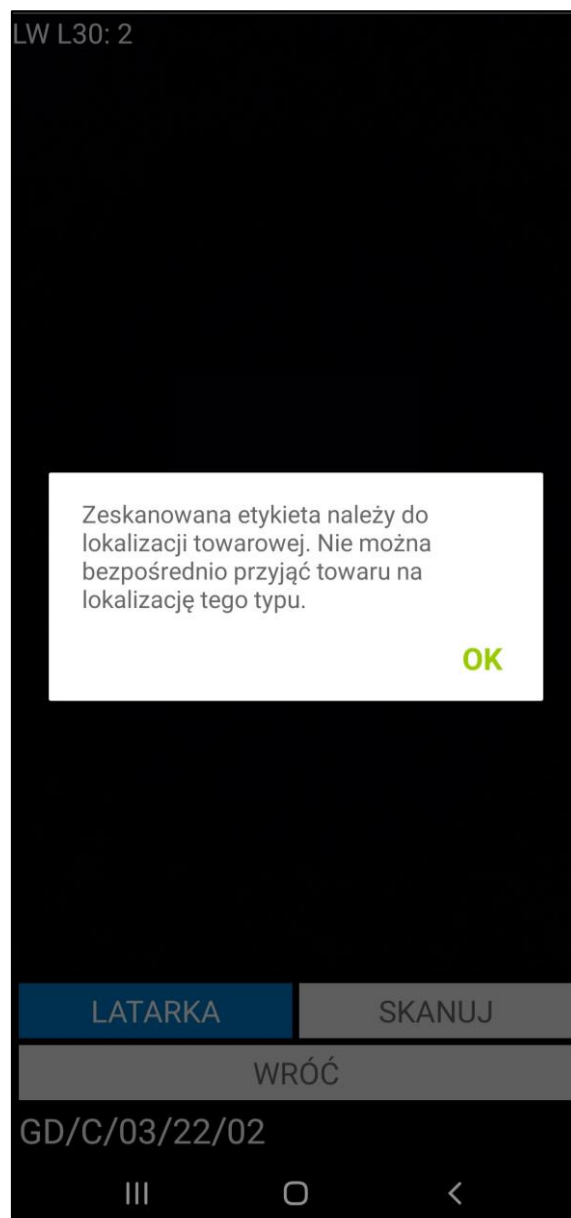 LW L30: 2
Zeskanowana etykieta należy do
lokalizacji towarowej. Nie można
bezpośrednio przyjąć towaru na
lokalizację tego typu.
OK
LATARKA SKANUJ
WRÓĆ
GD/C/03/22/02